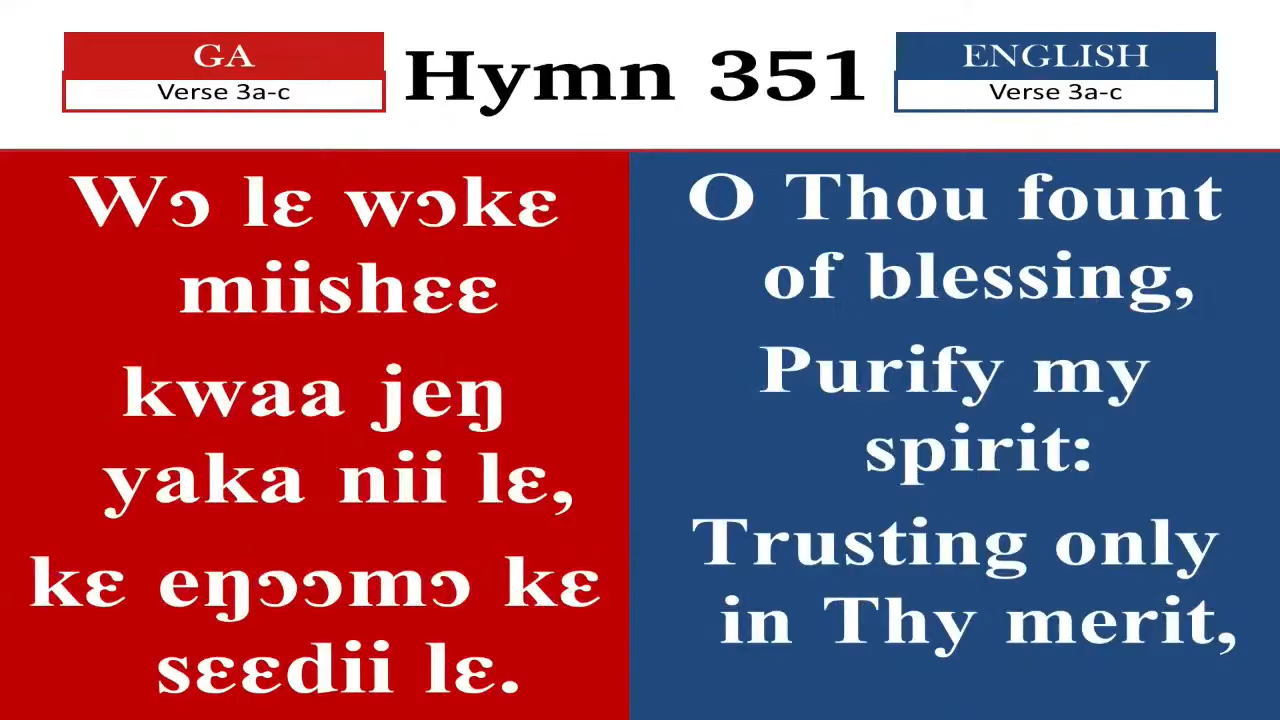 GA
Verse 3a-c
Hymn 351
ENGLISH
Verse 3a-c
Wɔ lɛ wɔkɛ
miishɛɛ
kwaa jeŋ
yaka nii lɛ,
kɛ eŋɔɔmɔ kɛ
sɛɛdii lɛ.
O Thou fount
of blessing,
Purify my
spirit:
Trusting only
in Thy merit,